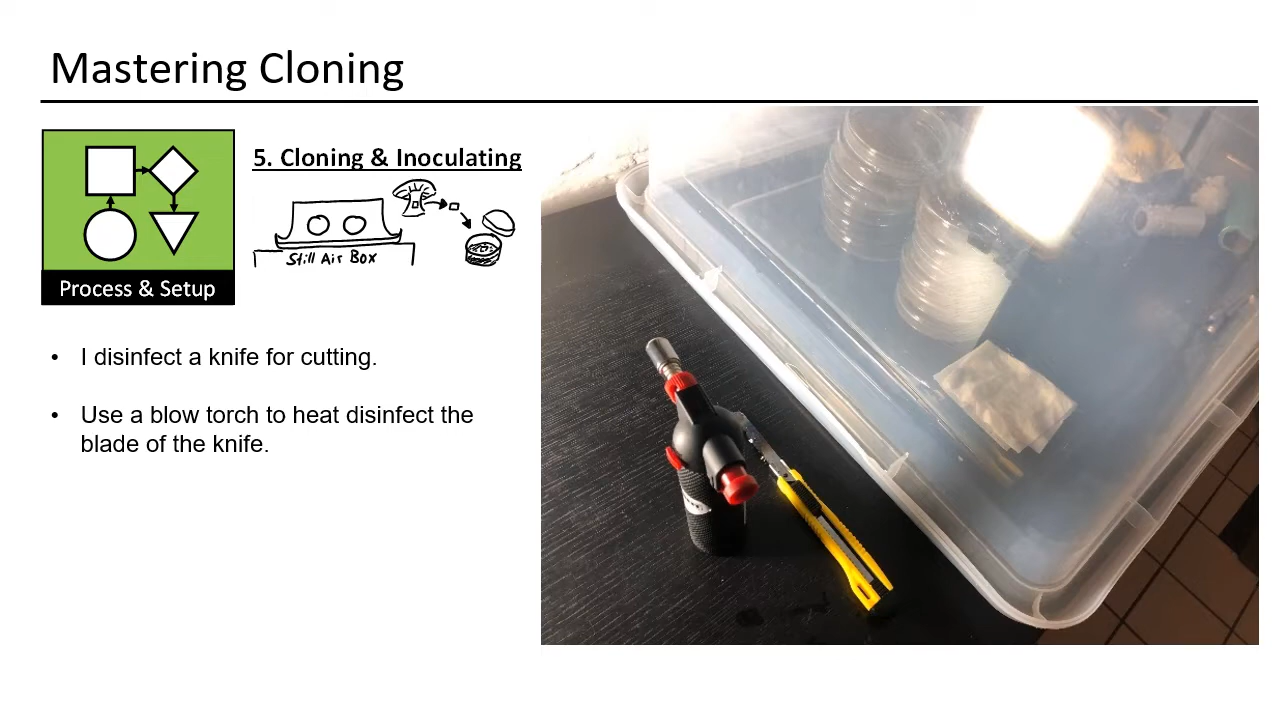 Mastering Cloning
Process & Setup
5. Cloning & Inoculating
Still Air Box
• I disinfect a knife for cutting.
• Use a blow torch to heat disinfect the
blade of the knife.